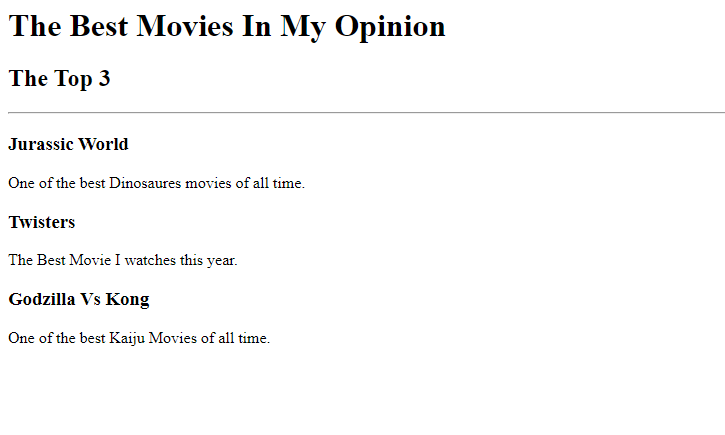 The Best Movies In My Opinion
The Top 3
Jurassic World
One of the best Dinosaures movies of all time.
Twisters
The Best Movie I watches this year.
Godzilla Vs Kong
One of the best Kaiju Movies of all time.